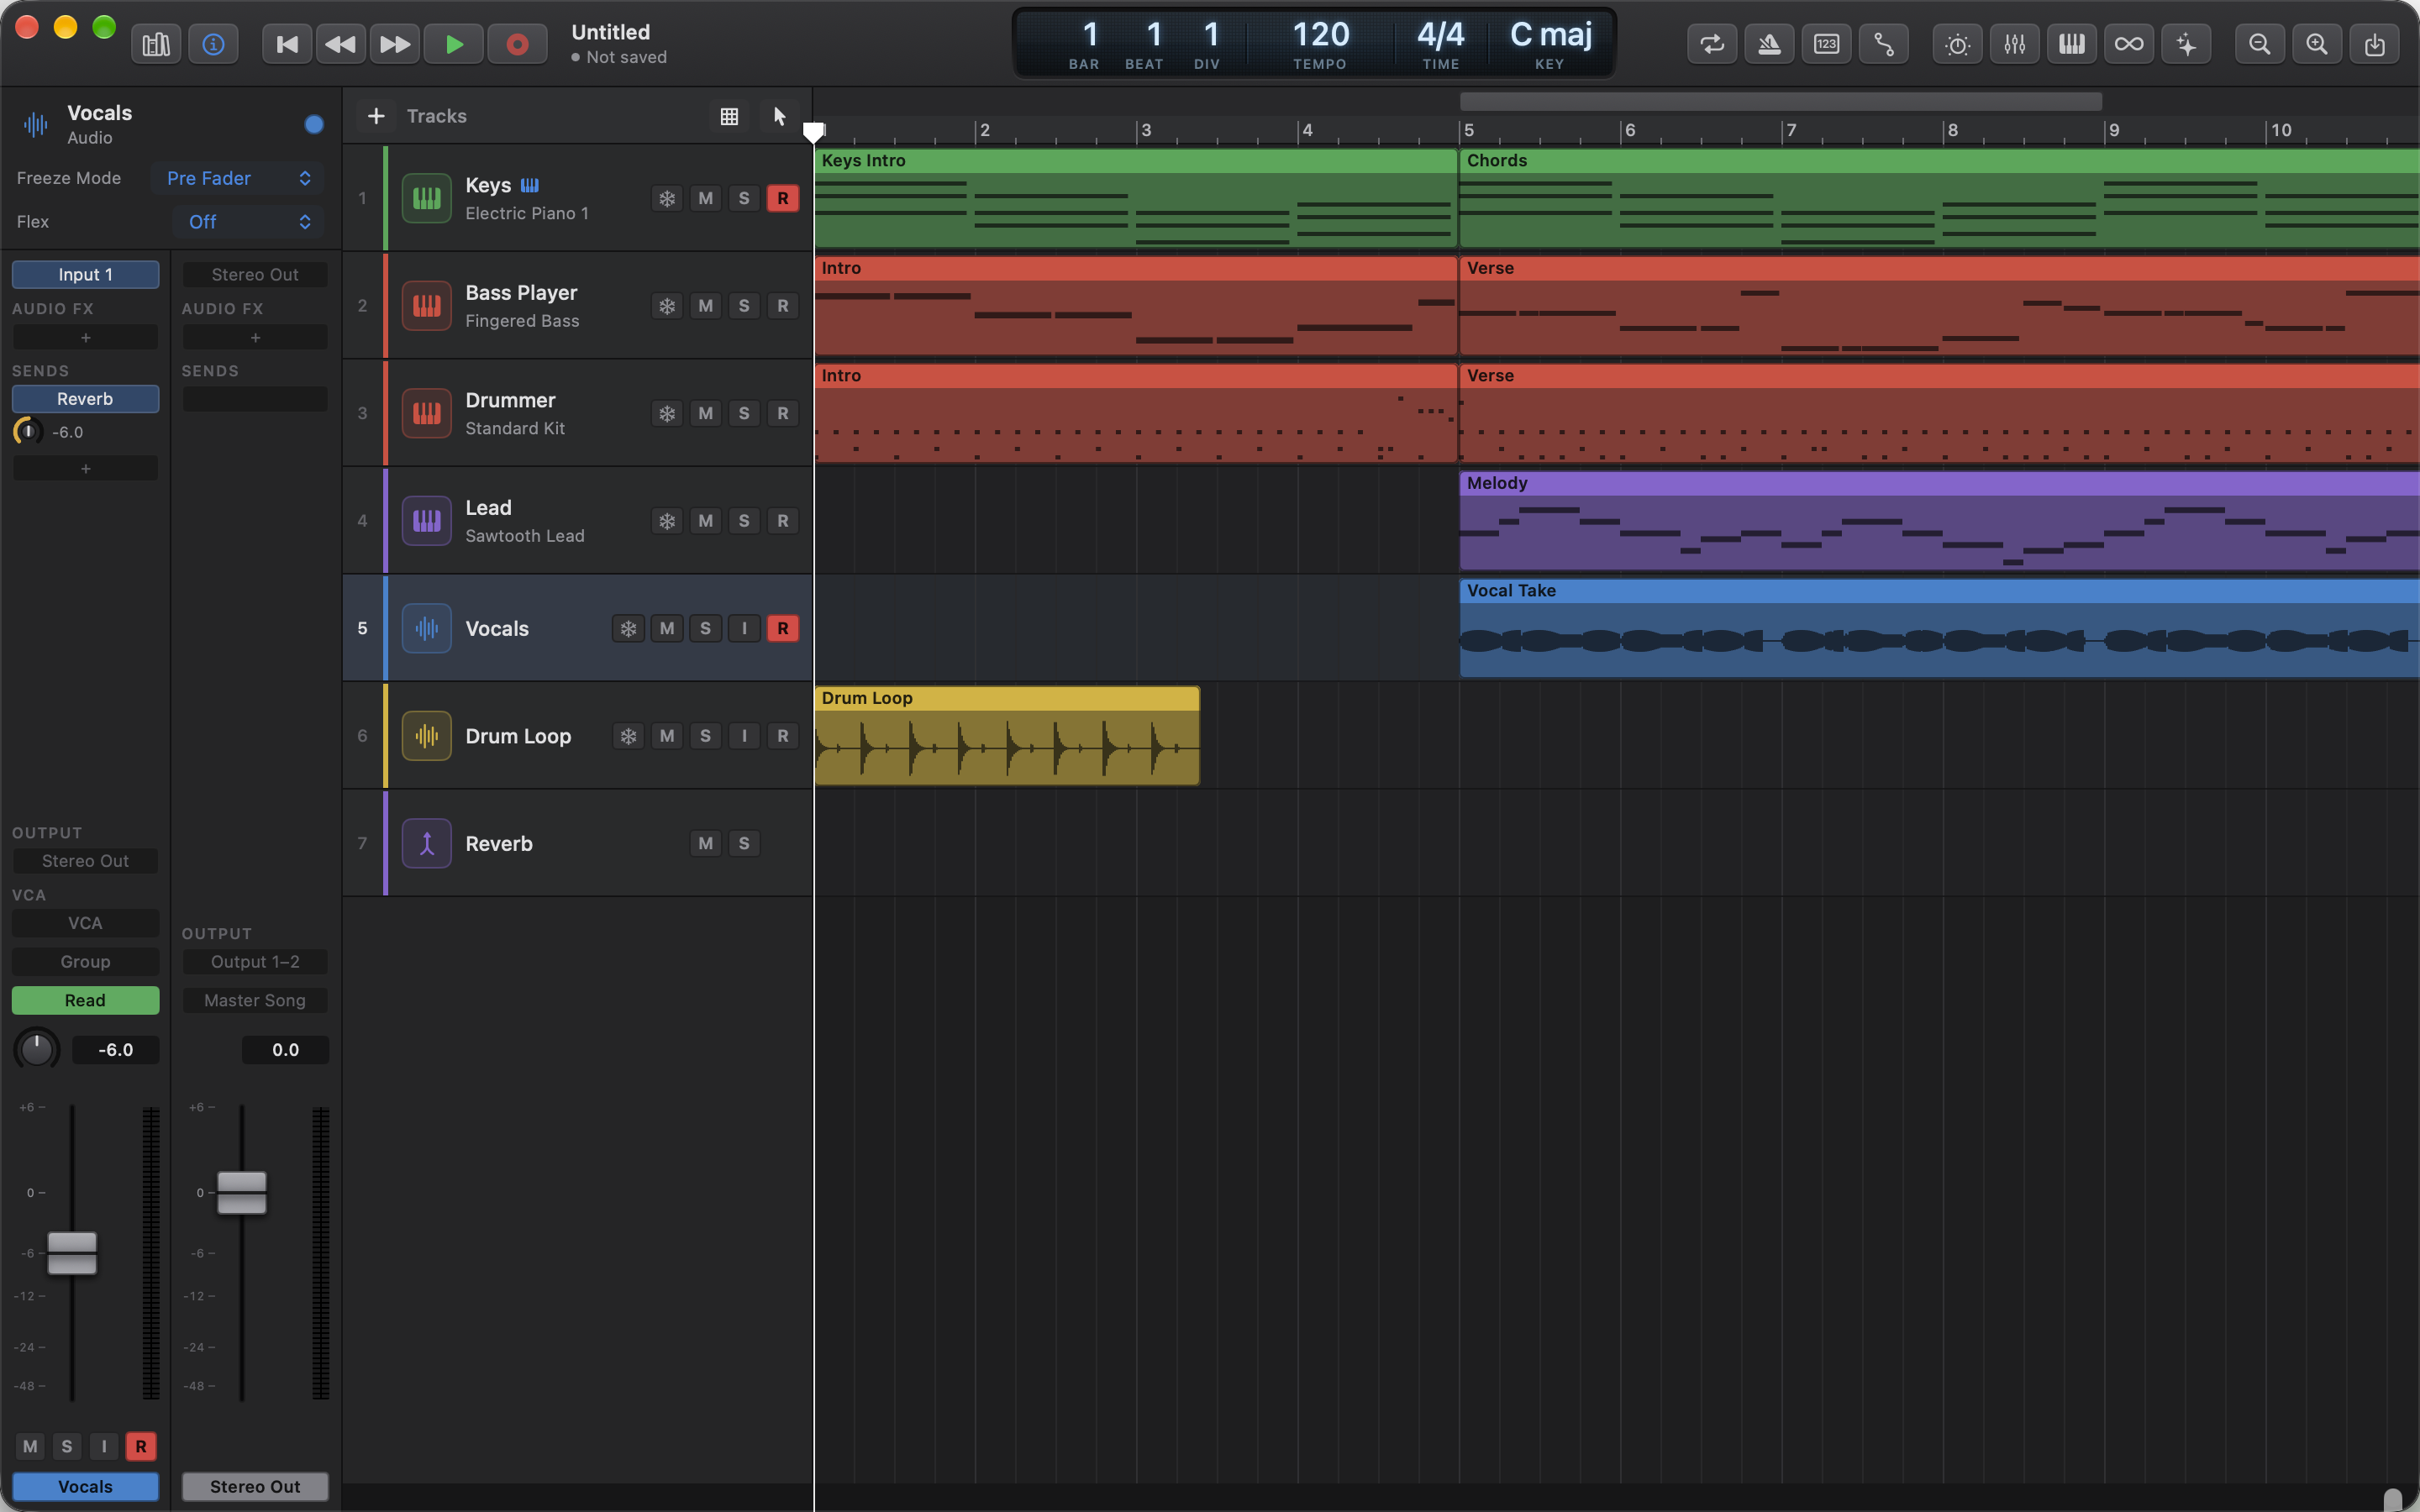 Untitled
Not saved
1 1 1 120 4/4 C maj
BAR BEAT DIV TEMPO TIME KEY
123
Vocals
Audio
Freeze Mode Pre Fader
Flex Off
Input 1
AUDIO FX
+
SENDS
Reverb
-6.0
+
OUTPUT
Stereo Out
VCA
VCA
Group
Read
-6.0
+6
0
-6
-12
-24
-48
M S I R
Vocals
Stereo Out
AUDIO FX
+
SENDS
OUTPUT
Output 1–2
Master Song
0.0
+6
0
-6
-12
-24
-48
Stereo Out
+ Tracks
2 3 4 5 6 7 8 9 10
1 Keys M S R
Electric Piano 1
Keys Intro Chords
2 Bass Player M S R
Fingered Bass
Intro Verse
3 Drummer M S R
Standard Kit
Intro Verse
4 Lead M S R
Sawtooth Lead
Melody
5 Vocals M S I R
Vocal Take
6 Drum Loop M S I R
Drum Loop
7 Reverb M S